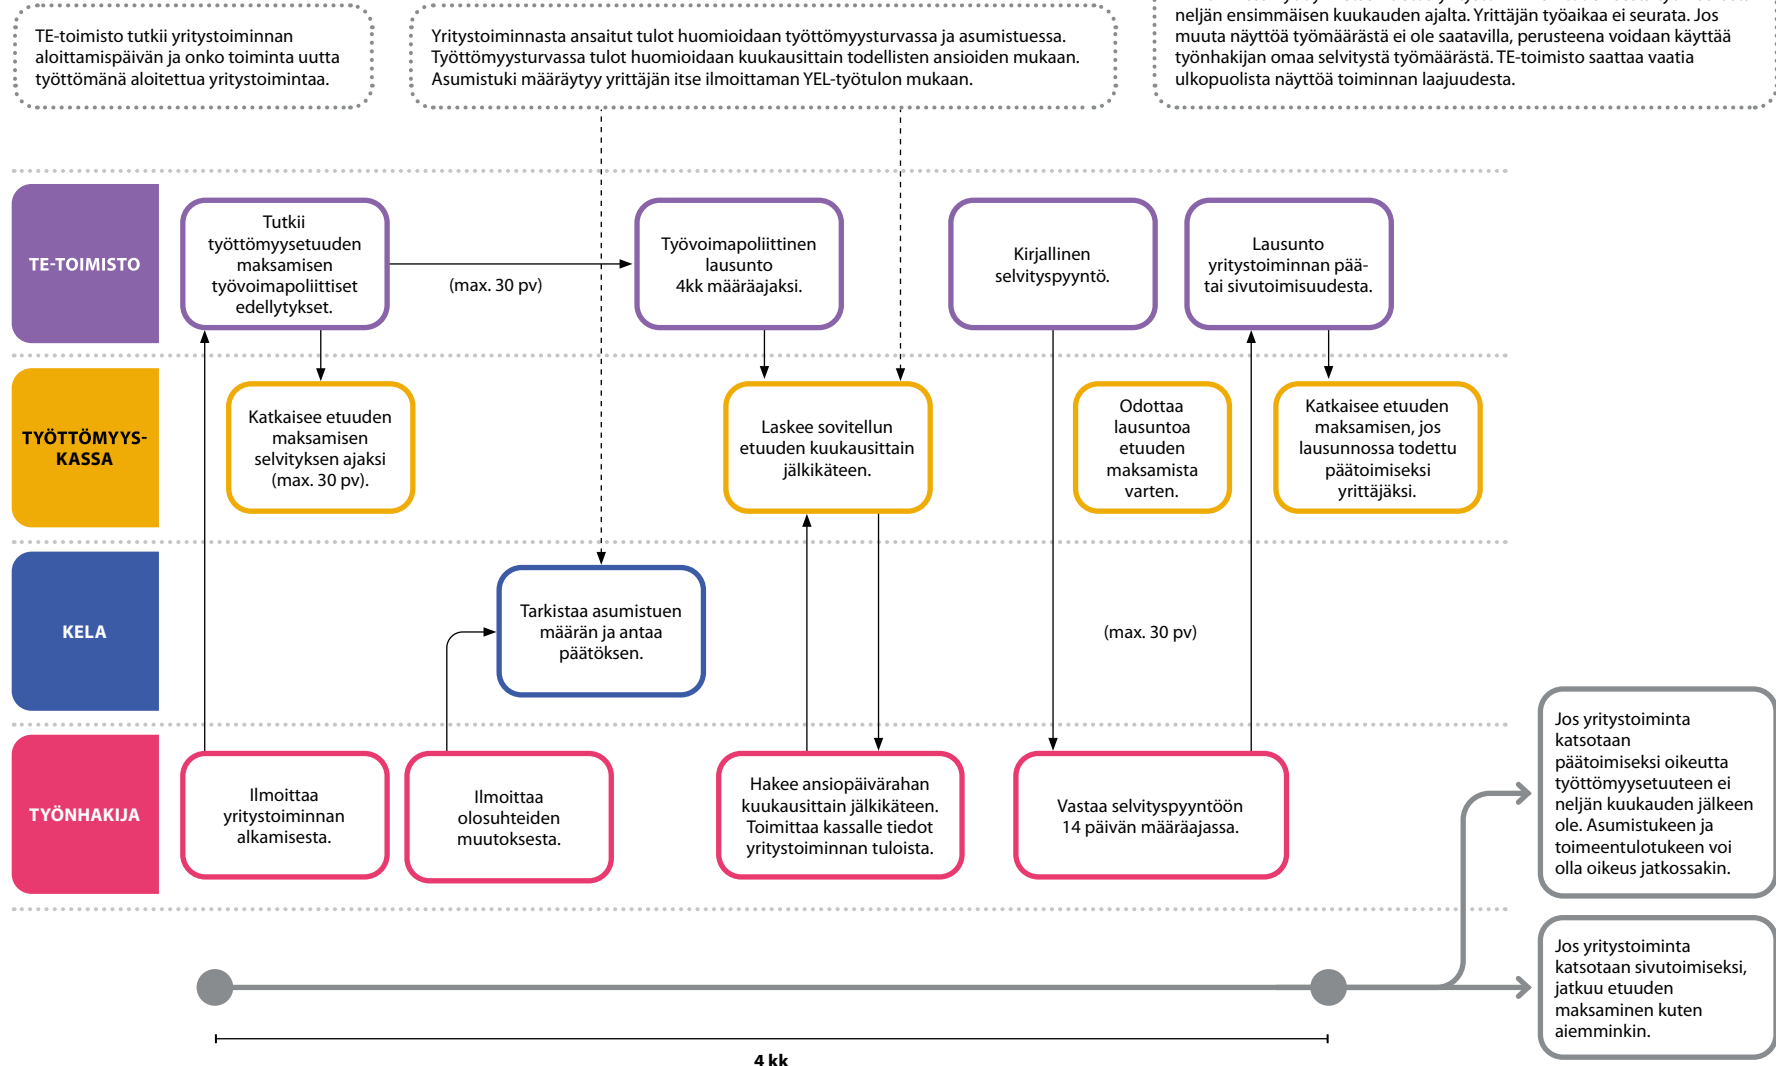 TE-toimisto tutkii yritystoiminnan
aloittamispäivän ja onko toiminta uutta
työttömänä aloitettua yritystoimintaa.
Yritystoiminnasta ansaitut tulot huomioidaan työttömyysturvassa ja asumistuessa.
Työttömyysturvassa tulot huomioidaan kuukausittain todellisten ansioiden mukaan.
Asumistuki määräytyy yrittäjän itse ilmoittaman YEL-työtulon mukaan.
neljän ensimmäisen kuukauden ajalta. Yrittäjän työaikaa ei seurata. Jos
muuta näyttöä työmäärästä ei ole saatavilla, perusteena voidaan käyttää
työnhakijan omaa selvitystä työmäärästä. TE-toimisto saattaa vaatia
ulkopuolista näyttöä toiminnan laajuudesta.
TE-TOIMISTO
Tutkii
työttömyysetuuden
maksamisen
työvoimapoliittiset
edellytykset.
(max. 30 pv)
Työvoimapoliittinen
lausunto
4kk määräajaksi.
Kirjallinen
selvityspyyntö.
Lausunto
yritystoiminnan pää-
tai sivutoimisuudesta.
TYÖTTÖMYYS-
KASSA
Katkaisee etuuden
maksamisen
selvityksen ajaksi
(max. 30 pv).
Laskee sovitellun
etuuden kuukausittain
jälkikäteen.
Odottaa
lausuntoa
etuuden
maksamista
varten.
Katkaisee etuuden
maksamisen, jos
lausunnossa todettu
päätoimiseksi
yrittäjäksi.
KELA
Tarkistaa asumistuen
määrän ja antaa
päätöksen.
(max. 30 pv)
TYÖNHAKIJA
Ilmoittaa
yritystoiminnan
alkamisesta.
Ilmoittaa
olosuhteiden
muutoksesta.
Hakee ansiopäivärahan
kuukausittain jälkikäteen.
Toimittaa kassalle tiedot
yritystoiminnan tuloista.
Vastaa selvityspyyntöön
14 päivän määräajassa.
Jos yritystoiminta
katsotaan
päätoimiseksi oikeutta
työttömyysetuuteen ei
neljän kuukauden jälkeen
ole. Asumistukeen ja
toimeentulotukeen voi
olla oikeus jatkossakin.
Jos yritystoiminta
katsotaan sivutoimiseksi,
jatkuu etuuden
maksaminen kuten
aiemminkin.
4 kk